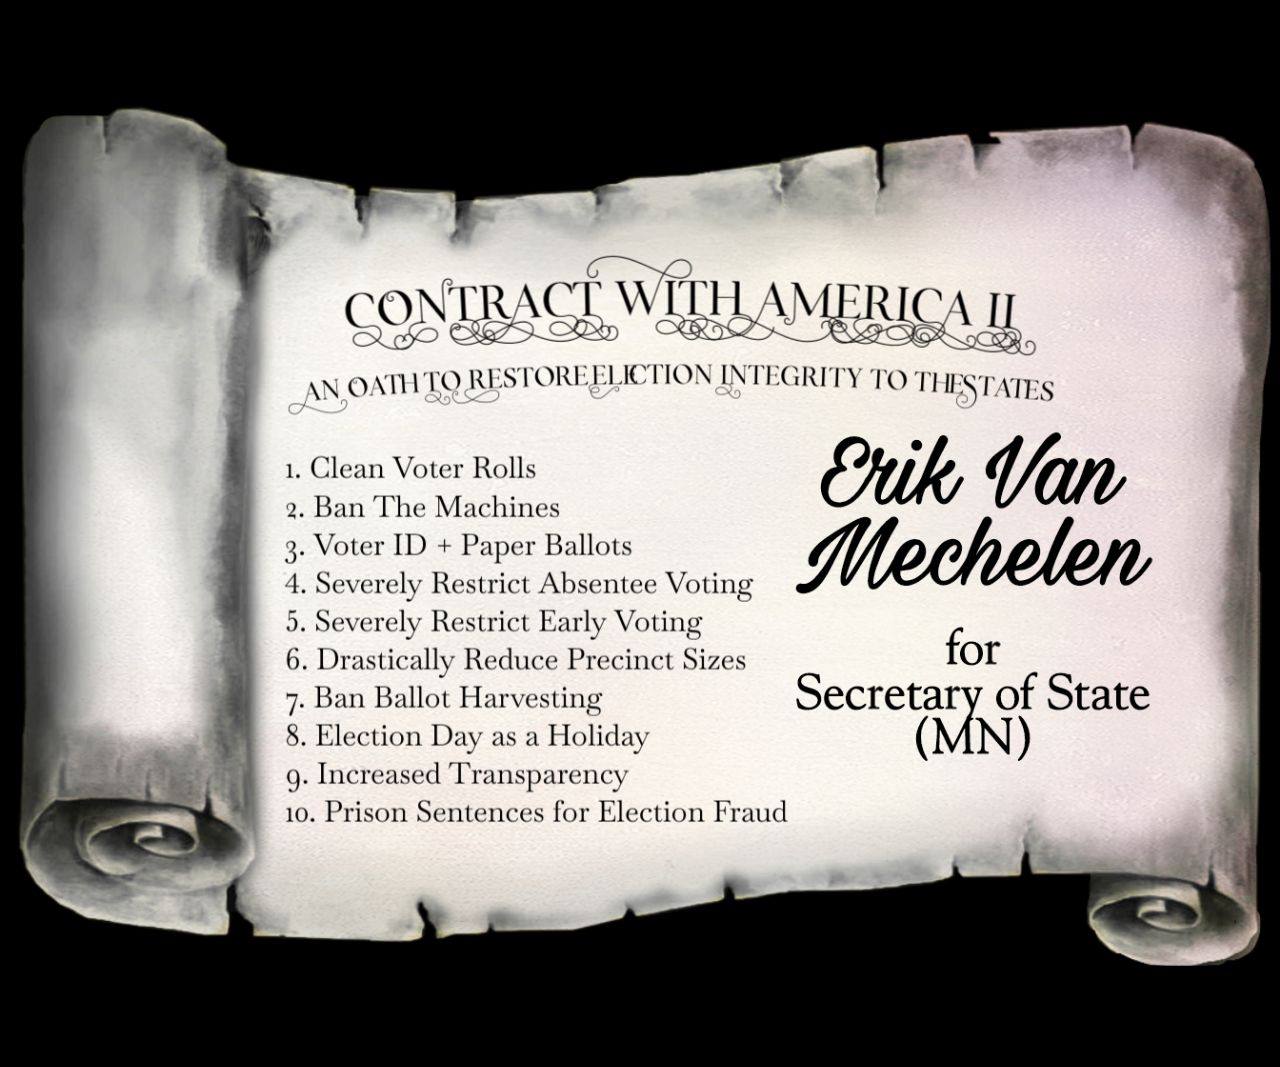 CONTRACT WITH AMERICA II
AN OATH TO RESTORE ELECTION INTEGRITY TO THE STATES
1. Clean Voter Rolls
2. Ban The Machines
3. Voter ID + Paper Ballots
4. Severely Restrict Absentee Voting
5. Severely Restrict Early Voting
6. Drastically Reduce Precinct Sizes
7. Ban Ballot Harvesting
8. Election Day as a Holiday
9. Increased Transparency
10. Prison Sentences for Election Fraud
Erik Van
Mechelen
for
Secretary of State
(MN)